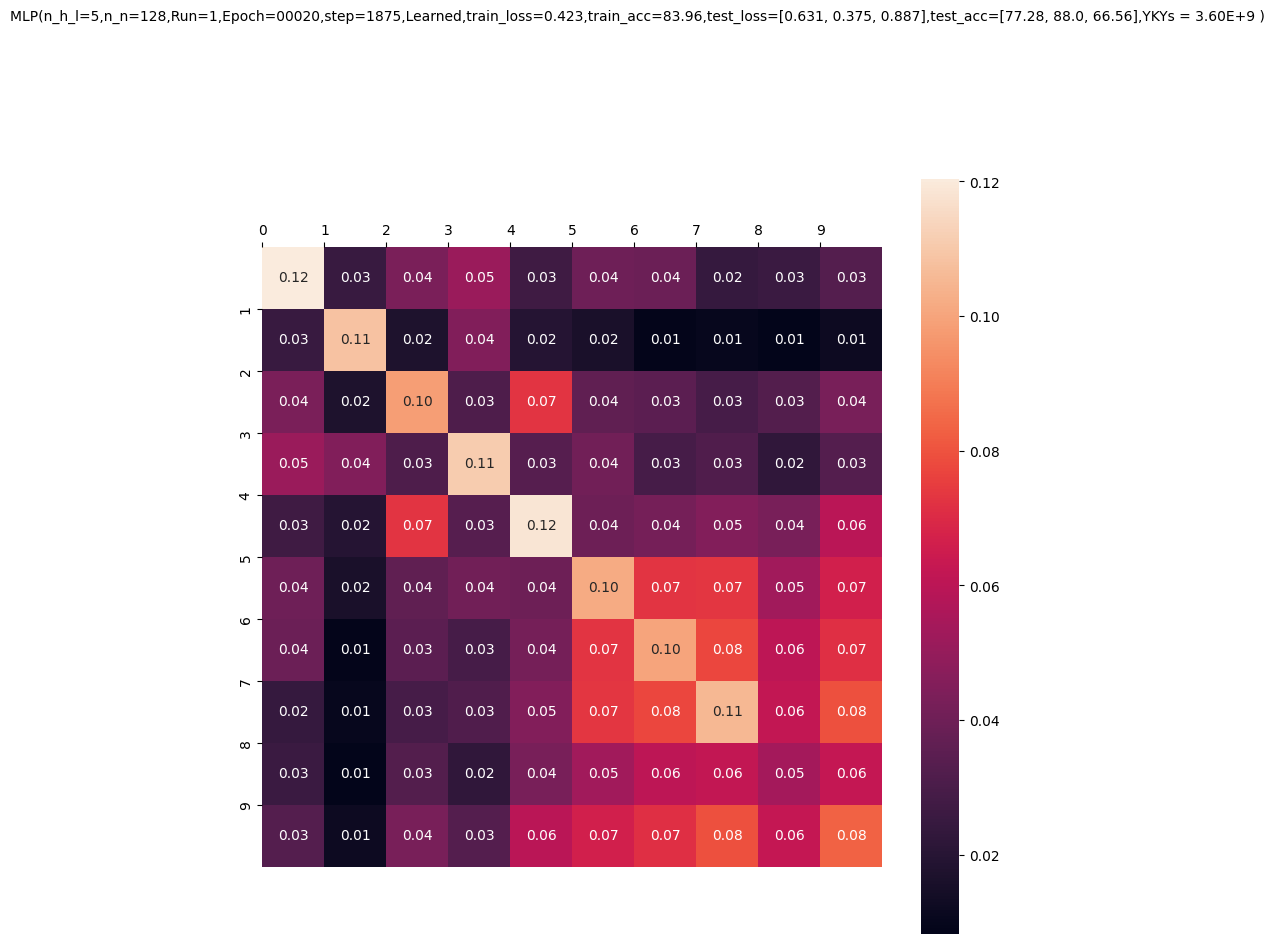 MLP(n_h_l=5,n_n=128,Run=1,Epoch=00020,step=1875,Learned,train_loss=0.423,train_acc=83.96,test_loss=[0.631, 0.375, 0.887],test_acc=[77.28, 88.0, 66.56],YKYs = 3.60E+9 )
0.12
0 1 2 3 4 5 6 7 8 9
0.12 0.03 0.04 0.05 0.03 0.04 0.04 0.02 0.03 0.03
1
0.03 0.11 0.02 0.04 0.02 0.02 0.01 0.01 0.01 0.01
0.10
2
0.04 0.02 0.10 0.03 0.07 0.04 0.03 0.03 0.03 0.04
3
0.08
0.05 0.04 0.03 0.11 0.03 0.04 0.03 0.03 0.02 0.03
4
0.03 0.02 0.07 0.03 0.12 0.04 0.04 0.05 0.04 0.06
5
0.06
0.04 0.02 0.04 0.04 0.04 0.10 0.07 0.07 0.05 0.07
6
0.04 0.01 0.03 0.03 0.04 0.07 0.10 0.08 0.06 0.07
7
0.02 0.01 0.03 0.03 0.05 0.07 0.08 0.11 0.06 0.08
0.04
8
0.03 0.01 0.03 0.02 0.04 0.05 0.06 0.06 0.05 0.06
9
0.03 0.01 0.04 0.03 0.06 0.07 0.07 0.08 0.06 0.08
0.02